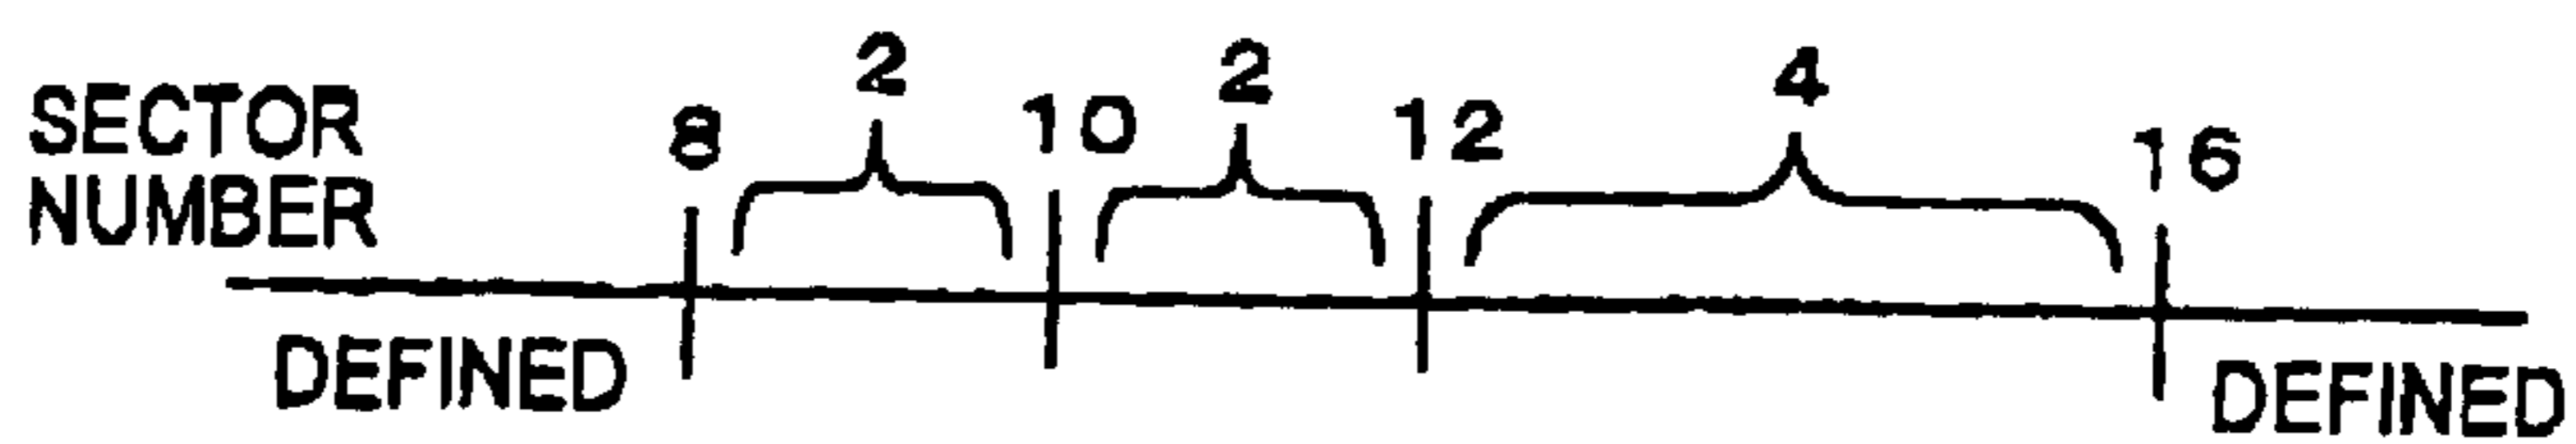 SECTOR
NUMBER
8 2 10 2 12 4 16
DEFINED DEFINED